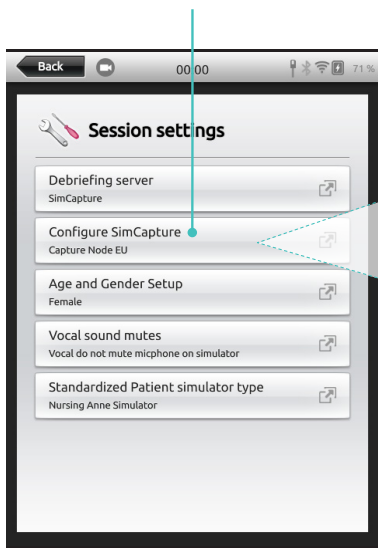 Back
00:00
71 %
Session settings
Debriefing server
SimCapture
Configure SimCapture
Capture Node EU
Age and Gender Setup
Female
Vocal sound mutes
Vocal do not mute micphone on simulator
Standardized Patient simulator type
Nursing Anne Simulator